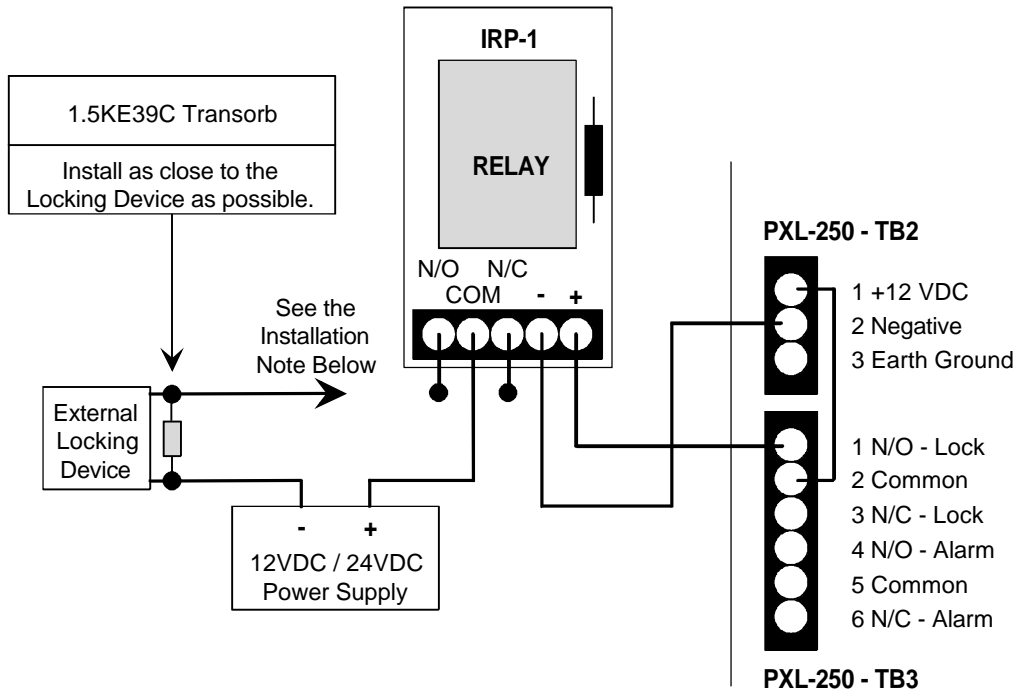 IRP-1
RELAY
N/O N/C
COM - +
1.5KE39C Transorb
Install as close to the
Locking Device as possible.
See the
Installation
Note Below
External
Locking
Device
- +
12VDC / 24VDC
Power Supply
PXL-250 - TB2
1 +12 VDC
2 Negative
3 Earth Ground
1 N/O - Lock
2 Common
3 N/C - Lock
4 N/O - Alarm
5 Common
6 N/C - Alarm
PXL-250 - TB3